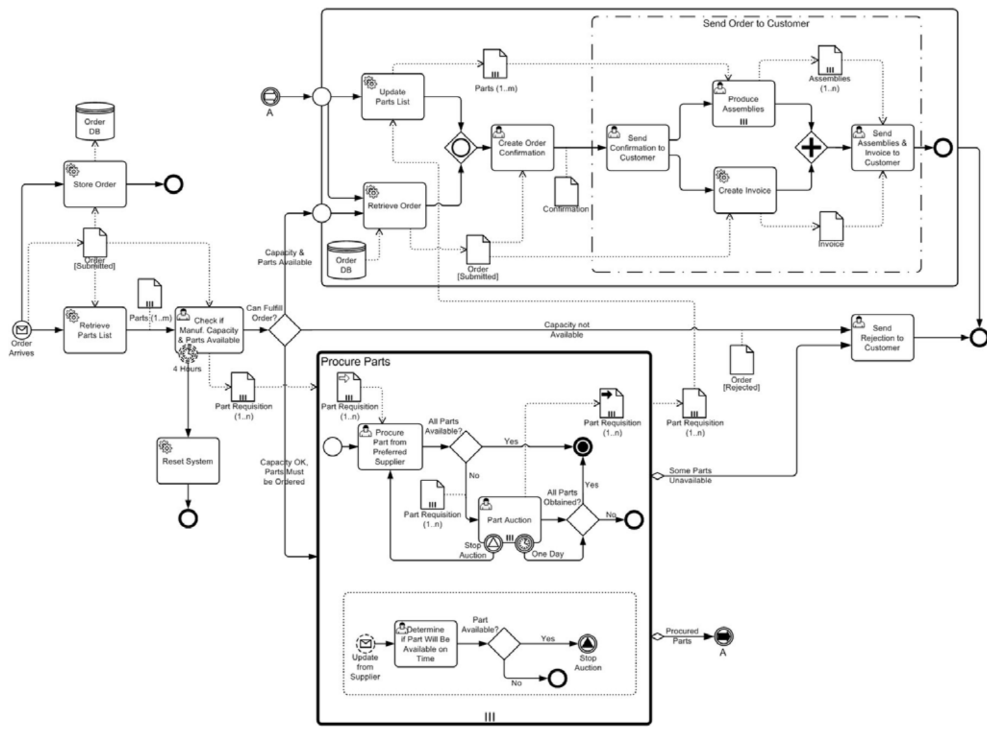 Send Order to Customer
Update
Parts List
Parts (1..m)
Produce
Assemblies
Assemblies
(1..n)
A
Order
DB
Create Order
Confirmation
Send
Confirmation to
Customer
Send
Assemblies &
Invoice to
Customer
Store Order
Retrieve Order
Create Invoice
Confirmation
Invoice
Capacity &
Parts Available
Order
DB
Order
[Submitted]
Order
[Submitted]
Parts (1..m)
Can Fulfill
Order?
Order
Arrives
Retrieve
Parts List
Check if
Manuf. Capacity
& Parts Available
4 Hours
Capacity not
Available
Send
Rejection to
Customer
Order
[Rejected]
Procure Parts
Part Requisition
(1..n)
Part Requisition
(1..n)
Part Requisition
(1..n)
Part Requisition
(1..n)
Procure
Part from
Preferred
Supplier
All Parts
Available?
Yes
No
Reset System
Capacity OK,
Parts Must
be Ordered
Part Requisition
(1..n)
All Parts
Obtained?
Yes
No
Part Auction
Stop
Auction
One Day
Some Parts
Unavailable
Update
from
Supplier
Determine
if Part Will Be
Available on
Time
Part
Available?
Yes
No
Stop
Auction
Procured
Parts
A